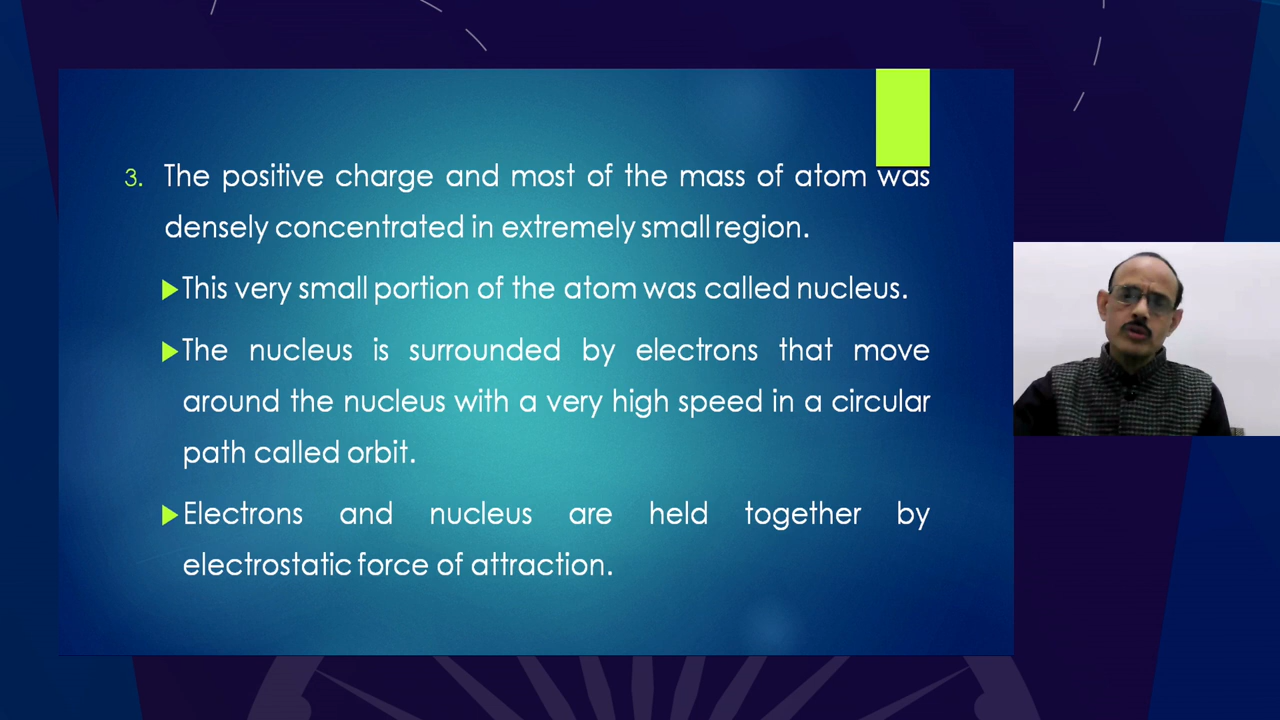 3. The positive charge and most of the mass of atom was
densely concentrated in extremely small region.
This very small portion of the atom was called nucleus.
The nucleus is surrounded by electrons that move
around the nucleus with a very high speed in a circular
path called orbit.
Electrons and nucleus are held together by
electrostatic force of attraction.